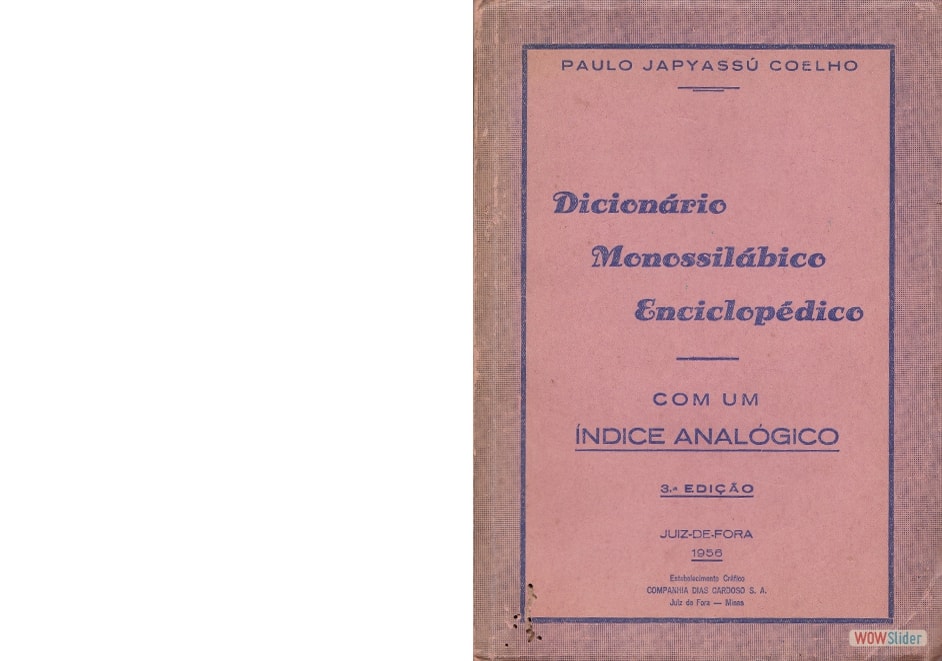 PAULO JAPYASSÚ COELHO
Dicionário
Monossilábico
Enciclopédico
COM UM
ÍNDICE ANALÓGICO
3.ª EDIÇÃO
JUIZ-DE-FORA
1956
Estabelecimento Gráfico
COMPANHIA DIAS CARDOSO S. A.
Juiz de Fora — Minas
WOWSlider